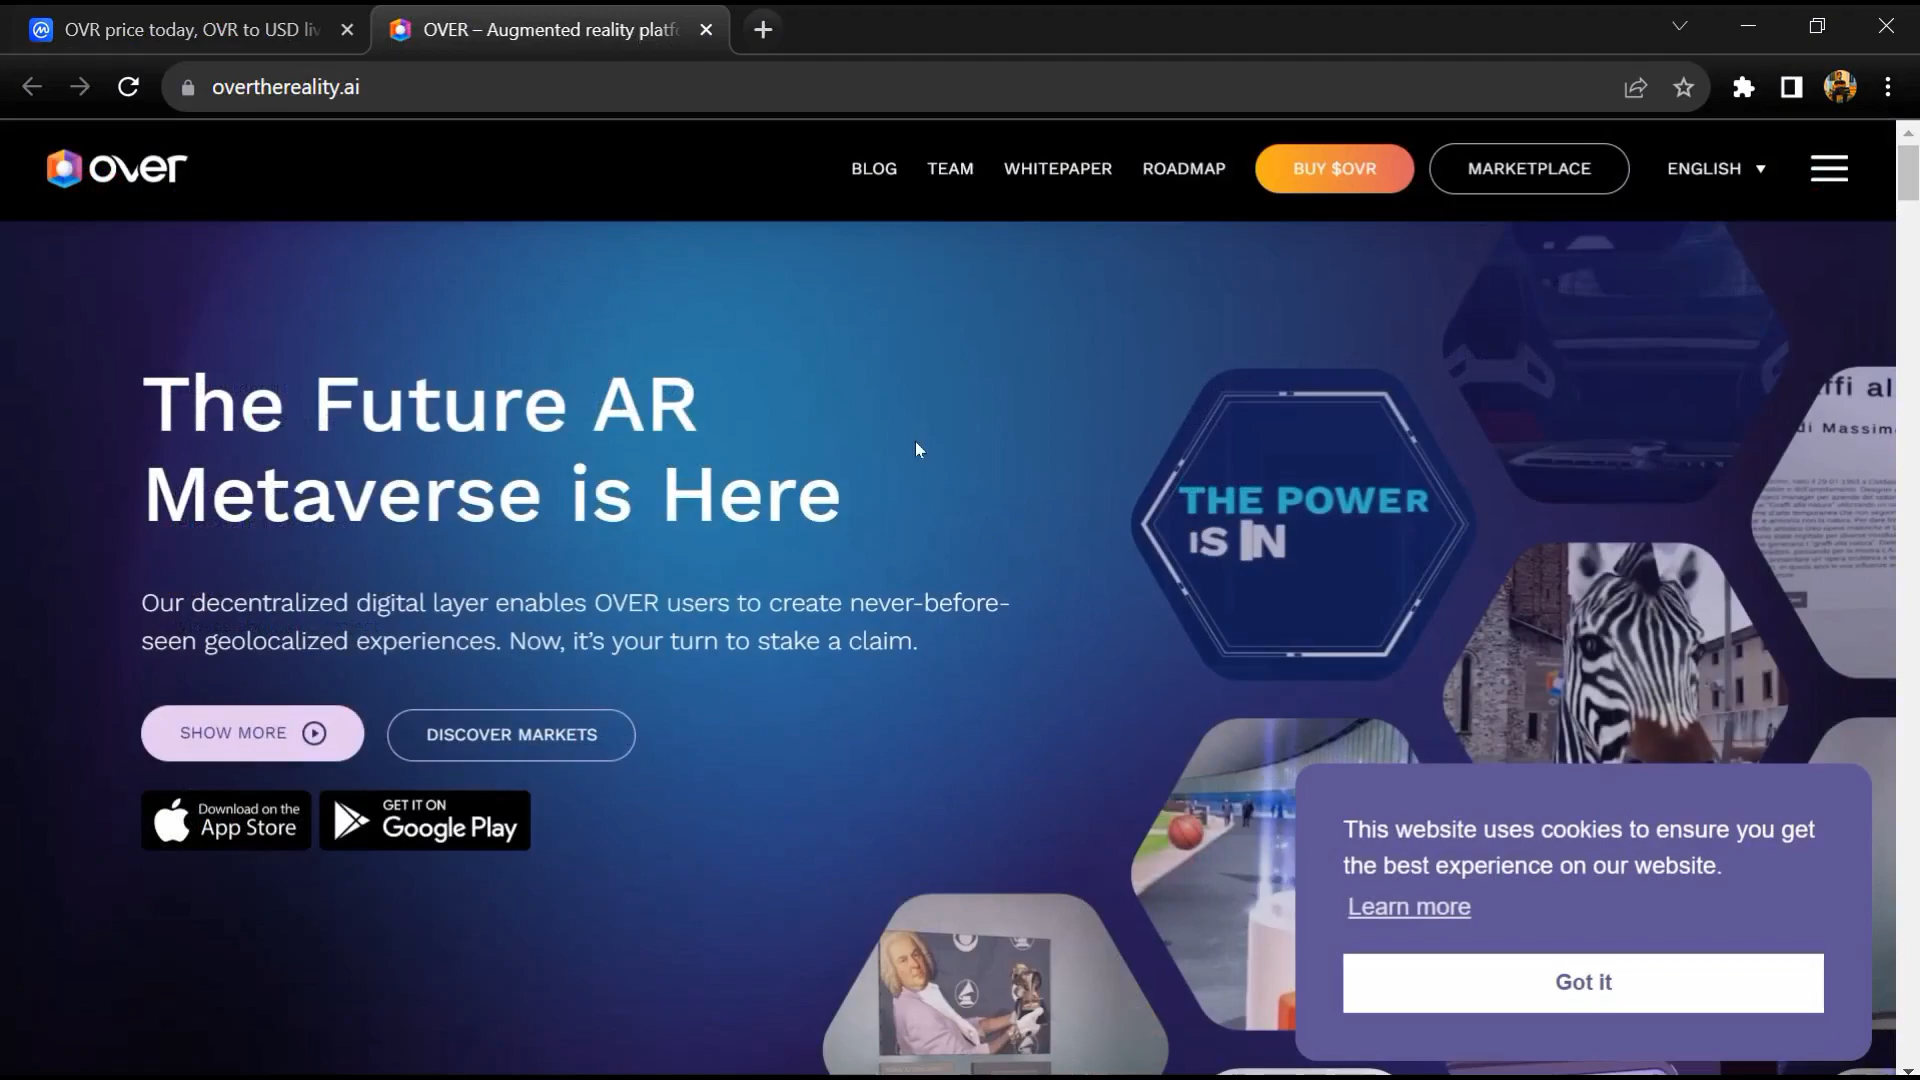 OVR price today, OVR to USD liv
OVER – Augmented reality platf
overthereality.ai
over
BLOG
TEAM
WHITEPAPER
ROADMAP
BUY $OVR
MARKETPLACE
ENGLISH
The Future AR
Metaverse is Here
Our decentralized digital layer enables OVER users to create never-before-
seen geolocalized experiences. Now, it's your turn to stake a claim.
SHOW MORE
DISCOVER MARKETS
Download on the
App Store
GET IT ON
Google Play
THE POWER
IS IN
ffi al
di Massim
This website uses cookies to ensure you get
the best experience on our website.
Learn more
Got it